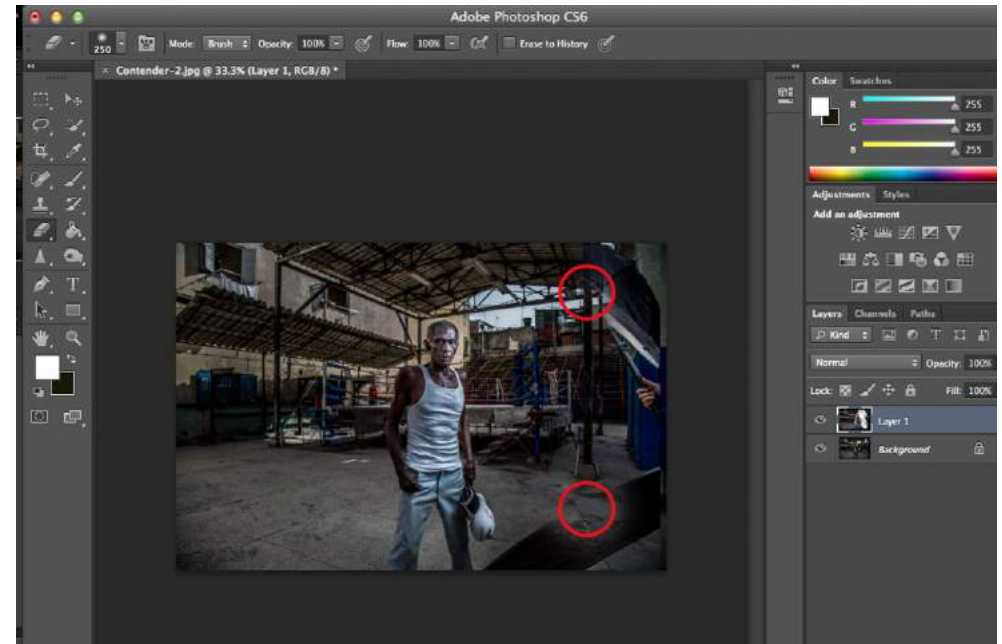 Adobe Photoshop CS6
250 Mode: Brush Opacity: 100% Flow: 100% Erase to History
× Contender-2.jpg @ 33.3% (Layer 1, RGB/8) *
Color Swatches
R 255
G 255
B 255
Adjustments Styles
Add an adjustment
Layers Channels Paths
Kind T
Normal Opacity: 100%
Lock: Fill: 100%
Layer 1
Background
T